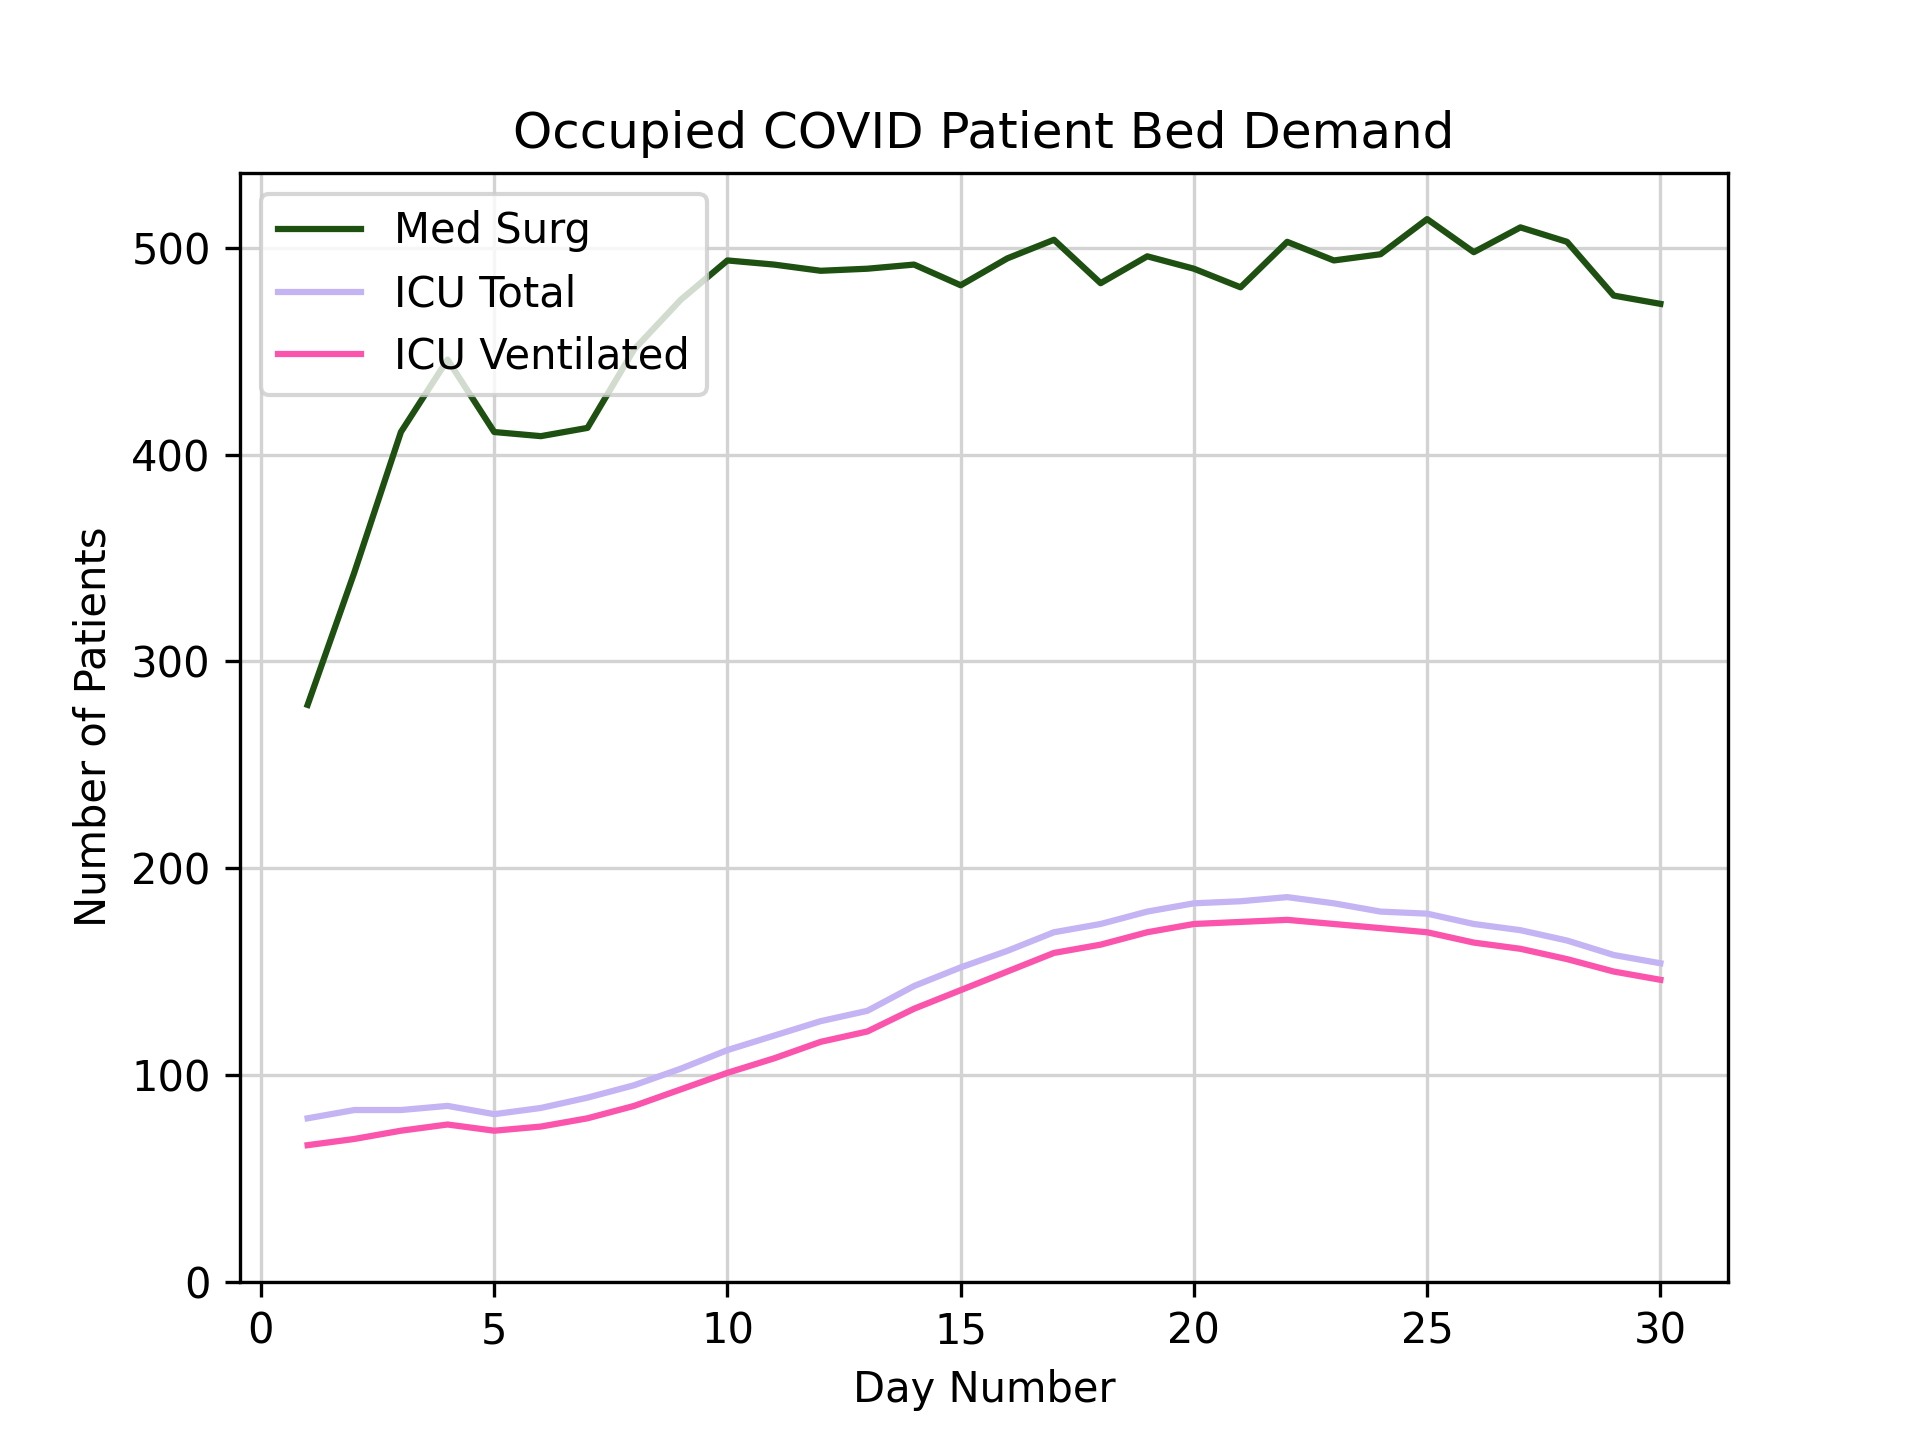 Occupied COVID Patient Bed Demand
Med Surg
ICU Total
ICU Ventilated
Number of Patients
500
400
300
200
100
0
0 5 10 15 20 25 30
Day Number